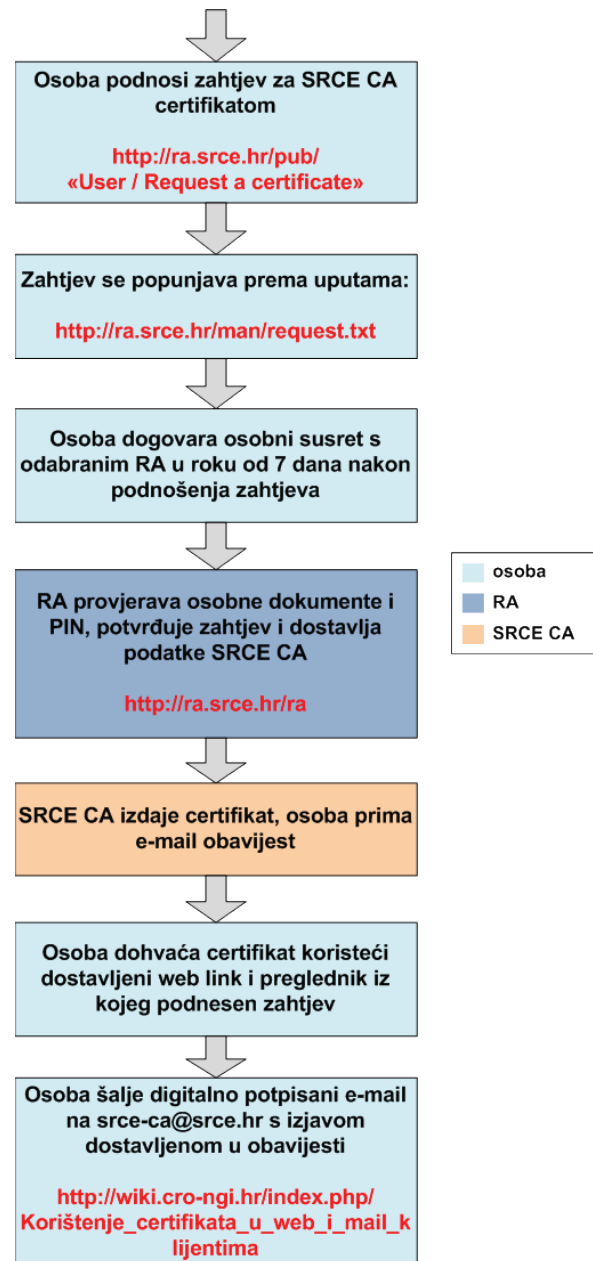 Osoba podnosi zahtjev za SRCE CA
certifikatom
http://ra.srce.hr/pub/
«User / Request a certificate»
Zahtjev se popunjava prema uputama:
http://ra.srce.hr/man/request.txt
Osoba dogovara osobni susret s
odabranim RA u roku od 7 dana nakon
podnošenja zahtjeva
RA provjerava osobne dokumente i
PIN, potvrđuje zahtjev i dostavlja
podatke SRCE CA
http://ra.srce.hr/ra
SRCE CA izdaje certifikat, osoba prima
e-mail obavijest
Osoba dohvaća certifikat koristeći
dostavljeni web link i preglednik iz
kojeg podnesen zahtjev
Osoba šalje digitalno potpisani e-mail
na srce-ca@srce.hr s izjavom
dostavljenom u obavijesti
http://wiki.cro-ngi.hr/index.php/
Korištenje_certifikata_u_web_i_mail_k
lijentima
osoba
RA
SRCE CA